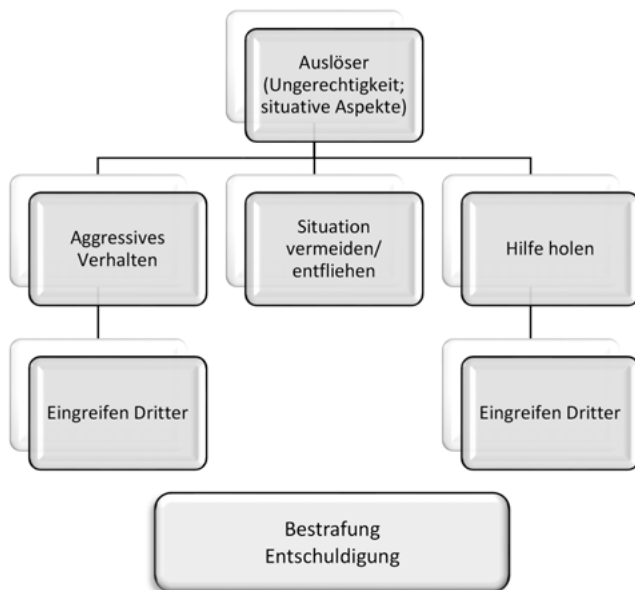 Auslöser
(Ungerechtigkeit;
situative Aspekte)
Aggressives
Verhalten
Situation
vermeiden/
entfliehen
Hilfe holen
Eingreifen Dritter
Eingreifen Dritter
Bestrafung
Entschuldigung